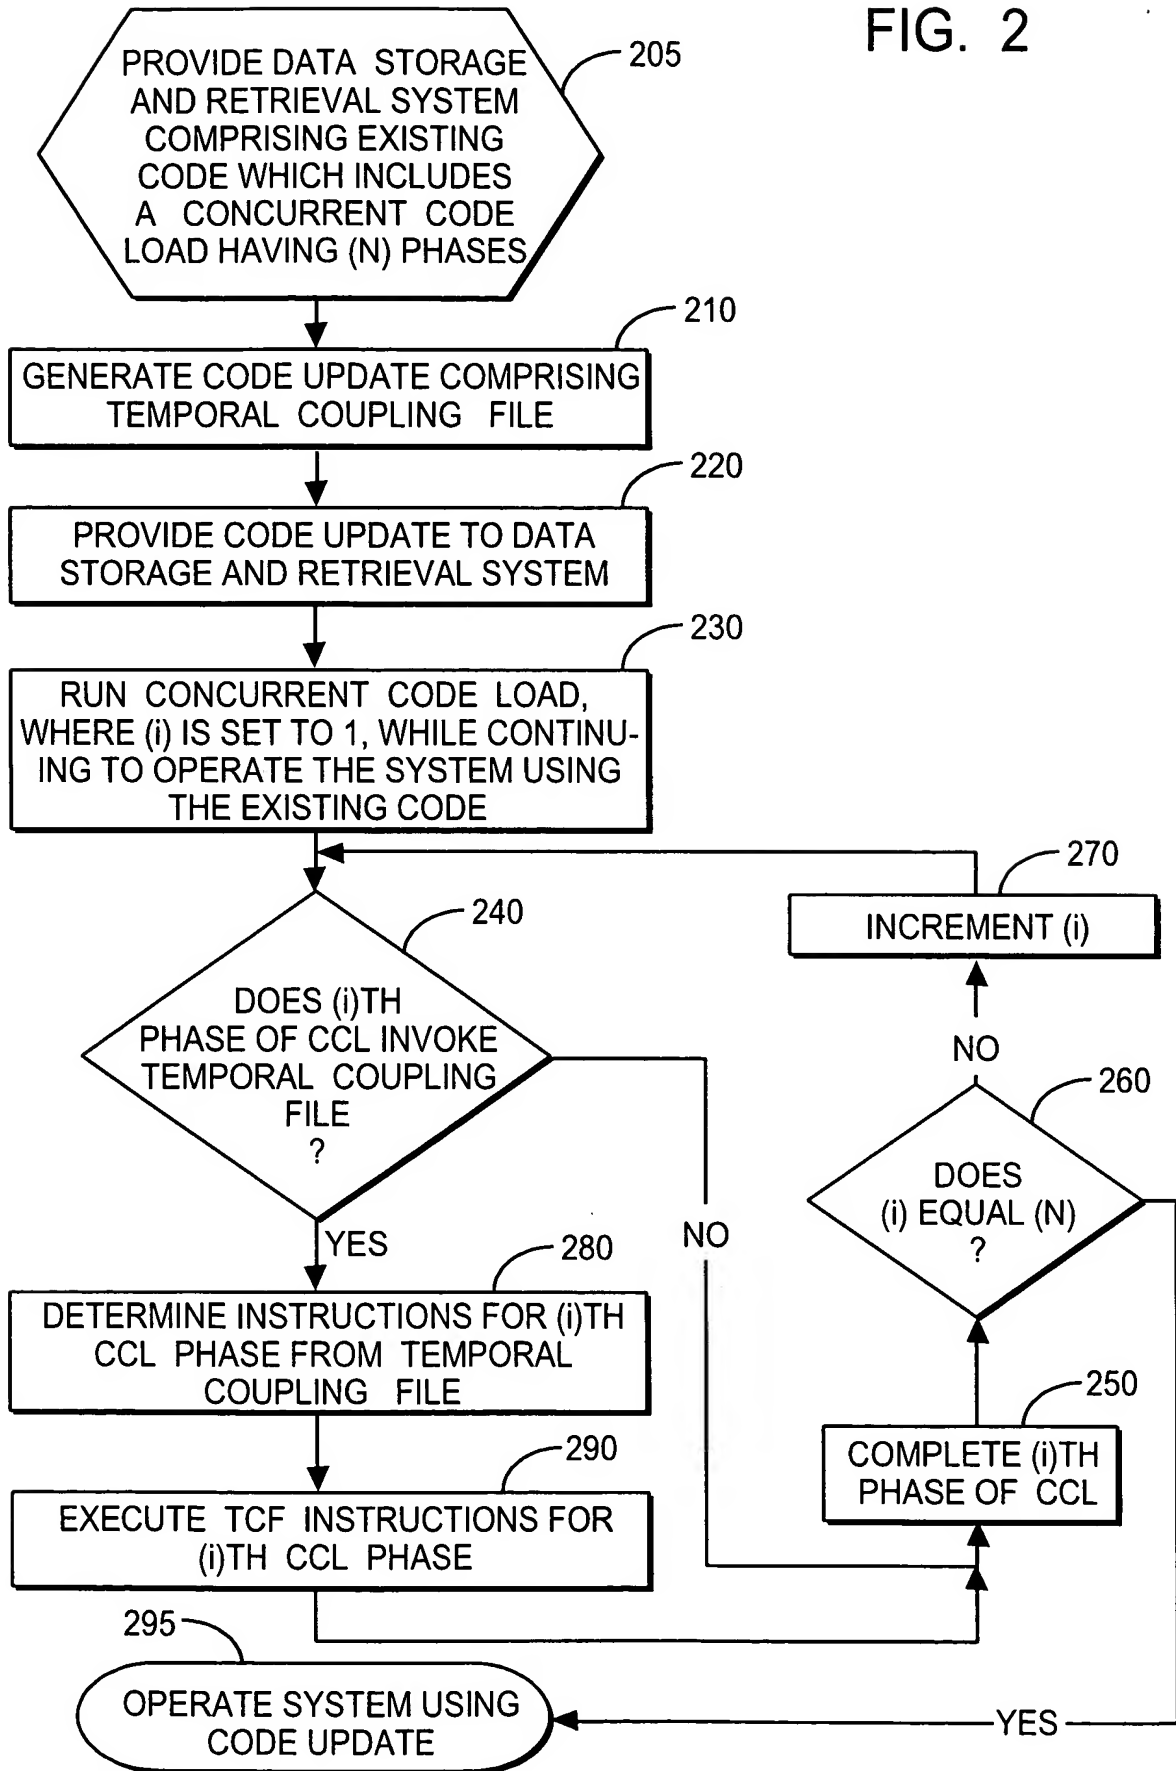 FIG. 2
PROVIDE DATA STORAGE
AND RETRIEVAL SYSTEM
COMPRISING EXISTING
CODE WHICH INCLUDES
A CONCURRENT CODE
LOAD HAVING (N) PHASES
205
210
GENERATE CODE UPDATE COMPRISING
TEMPORAL COUPLING FILE
220
PROVIDE CODE UPDATE TO DATA
STORAGE AND RETRIEVAL SYSTEM
230
RUN CONCURRENT CODE LOAD,
WHERE (i) IS SET TO 1, WHILE CONTINU-
ING TO OPERATE THE SYSTEM USING
THE EXISTING CODE
240
DOES (i)TH
PHASE OF CCL INVOKE
TEMPORAL COUPLING
FILE
?
YES
NO
270
INCREMENT (i)
NO
260
DOES
(i) EQUAL (N)
?
280
DETERMINE INSTRUCTIONS FOR (i)TH
CCL PHASE FROM TEMPORAL
COUPLING FILE
250
COMPLETE (i)TH
PHASE OF CCL
290
EXECUTE TCF INSTRUCTIONS FOR
(i)TH CCL PHASE
295
OPERATE SYSTEM USING
CODE UPDATE
YES